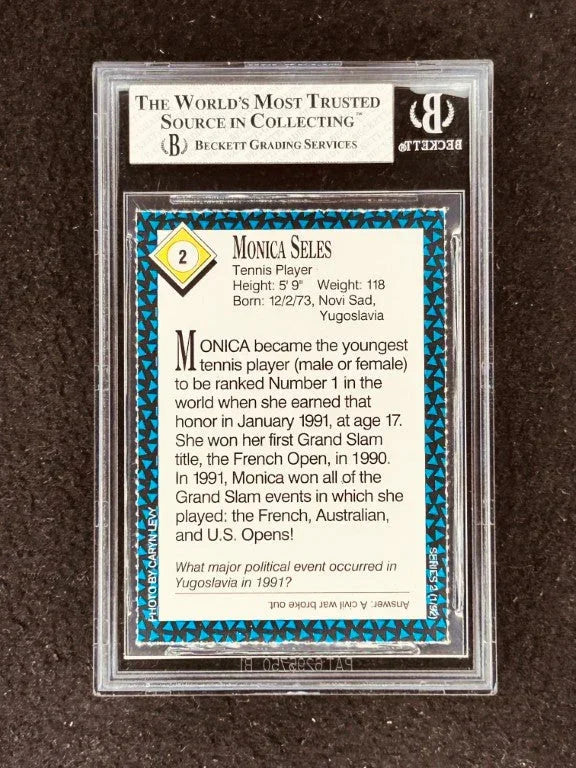 THE WORLD'S MOST TRUSTED
SOURCE IN COLLECTING™
B BECKETT GRADING SERVICES
B
BECKETT®
2
MONICA SELES
Tennis Player
Height: 5' 9" Weight: 118
Born: 12/2/73, Novi Sad,
Yugoslavia
MONICA became the youngest
tennis player (male or female)
to be ranked Number 1 in the
world when she earned that
honor in January 1991, at age 17.
She won her first Grand Slam
title, the French Open, in 1990.
In 1991, Monica won all of the
Grand Slam events in which she
played: the French, Australian,
and U.S. Opens!
What major political event occurred in
Yugoslavia in 1991?
Answer: A civil war broke out.
PHOTO BY CARYN LEVY
SERIES 2 (1/92)